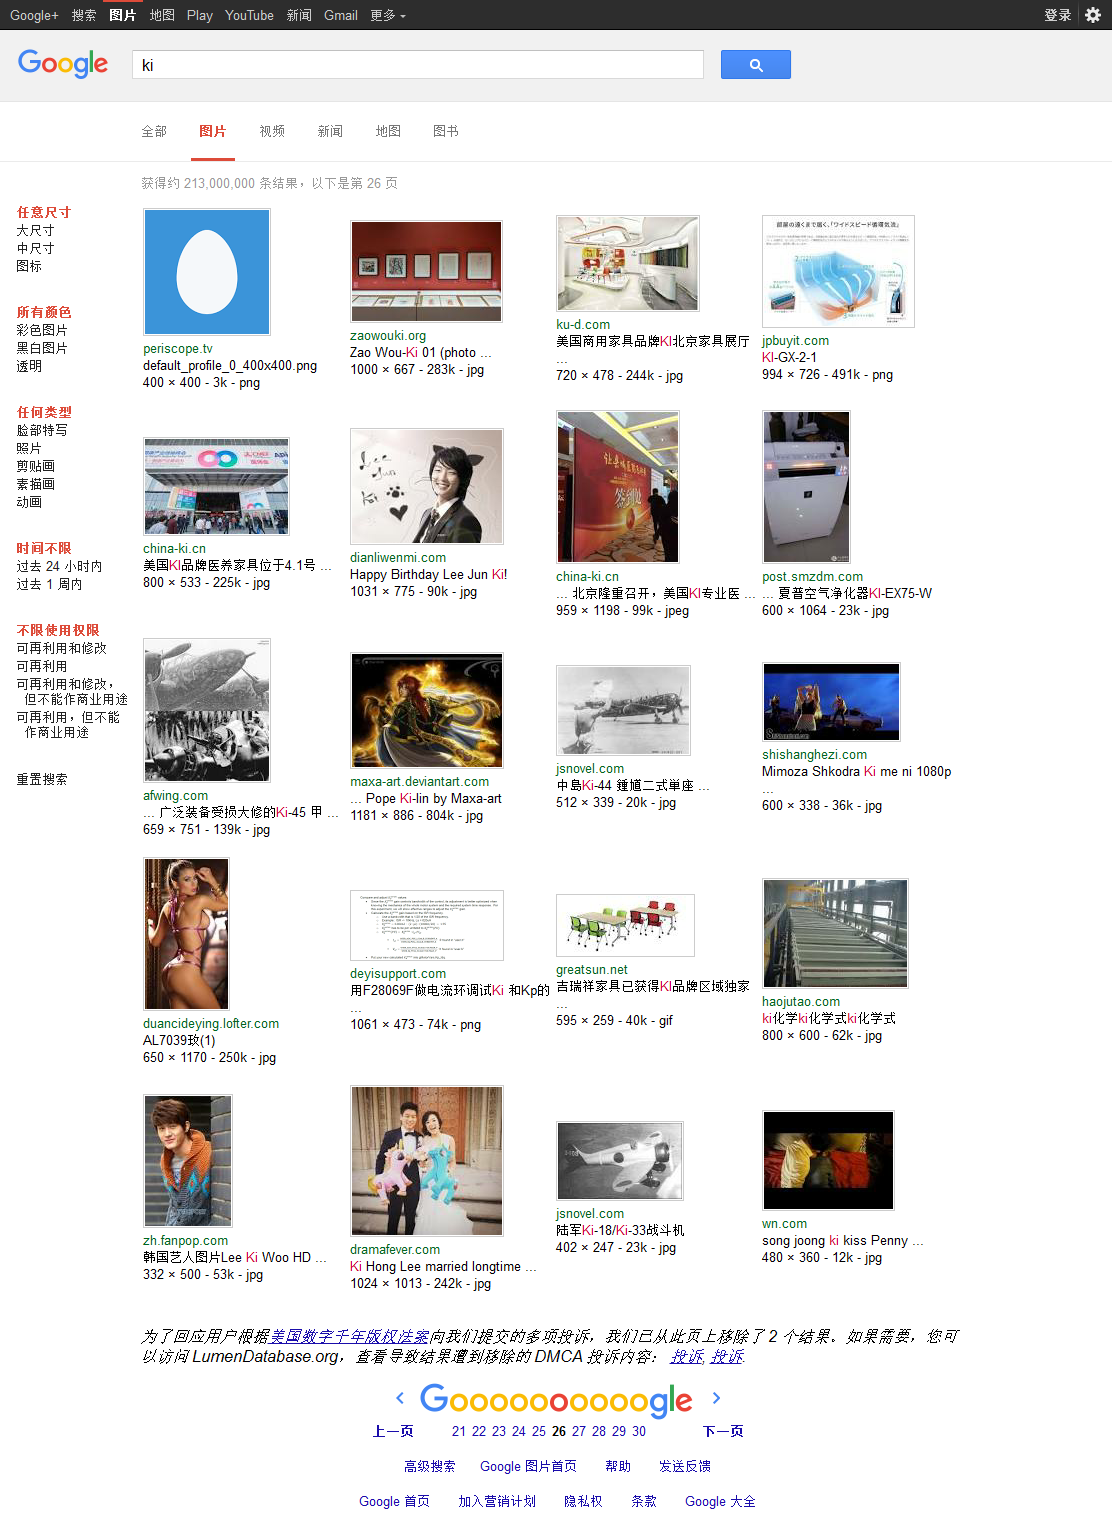 Google+ 搜索 图片 地图 Play YouTube 新闻 Gmail 更多 登录
Google ki
全部 图片 视频 新闻 地图 图书
获得约 213,000,000 条结果，以下是第 26 页
任意尺寸
大尺寸
中尺寸
图标
所有颜色
彩色图片
黑白图片
透明
任何类型
脸部特写
照片
剪贴画
素描画
动画
时间不限
过去 24 小时内
过去 1 周内
不限使用权限
可再利用和修改
可再利用
可再利用和修改，
但不能作商业用途
可再利用，但不能
作商业用途
重置搜索
periscope.tv
default_profile_0_400x400.png
400 × 400 - 3k - png
zaowouki.org
Zao Wou-Ki 01 (photo ...
1000 × 667 - 283k - jpg
ku-d.com
美国商用家具品牌KI北京家具展厅
...
720 × 478 - 244k - jpg
部屋の遠くまで届く、「ワイドスピード循環気流」
jpbuyit.com
KI-GX-2-1
994 × 726 - 491k - png
china-ki.cn
美国KI品牌医养家具位于4.1号 ...
800 × 533 - 225k - jpg
Lee Jun Ki
dianliwenmi.com
Happy Birthday Lee Jun Ki!
1031 × 775 - 90k - jpg
签到处
china-ki.cn
... 北京隆重召开，美国KI专业医 ...
959 × 1198 - 99k - jpeg
post.smzdm.com
... 夏普空气净化器KI-EX75-W
600 × 1064 - 23k - jpg
afwing.com
... 广泛装备受损大修的Ki-45 甲 ...
659 × 751 - 139k - jpg
maxa-art.deviantart.com
... Pope Ki-lin by Maxa-art
1181 × 886 - 804k - jpg
jsnovel.com
中島Ki-44 鍾馗二式単座 ...
512 × 339 - 20k - jpg
shishanghezi.com
Mimoza Shkodra Ki me ni 1080p
...
600 × 338 - 36k - jpg
duancideying.lofter.com
AL7039玫(1)
650 × 1170 - 250k - jpg
deyisupport.com
用F28069F做电流环调试Ki 和Kp的
...
1061 × 473 - 74k - png
greatsun.net
吉瑞祥家具已获得KI品牌区域独家
...
595 × 259 - 40k - gif
haojutao.com
ki化学ki化学式ki化学式
800 × 600 - 62k - jpg
zh.fanpop.com
韩国艺人图片Lee Ki Woo HD ...
332 × 500 - 53k - jpg
dramafever.com
Ki Hong Lee married longtime ...
1024 × 1013 - 242k - jpg
jsnovel.com
陆军Ki-18/Ki-33战斗机
402 × 247 - 23k - jpg
wn.com
song joong ki kiss Penny ...
480 × 360 - 12k - jpg
为了回应用户根据美国数字千年版权法案向我们提交的多项投诉，我们已从此页上移除了 2 个结果。如果需要，您可
以访问 LumenDatabase.org，查看导致结果遭到移除的 DMCA 投诉内容： 投诉, 投诉.
Goooooooooogle
上一页 21 22 23 24 25 26 27 28 29 30 下一页
高级搜索 Google 图片首页 帮助 发送反馈
Google 首页 加入营销计划 隐私权 条款 Google 大全